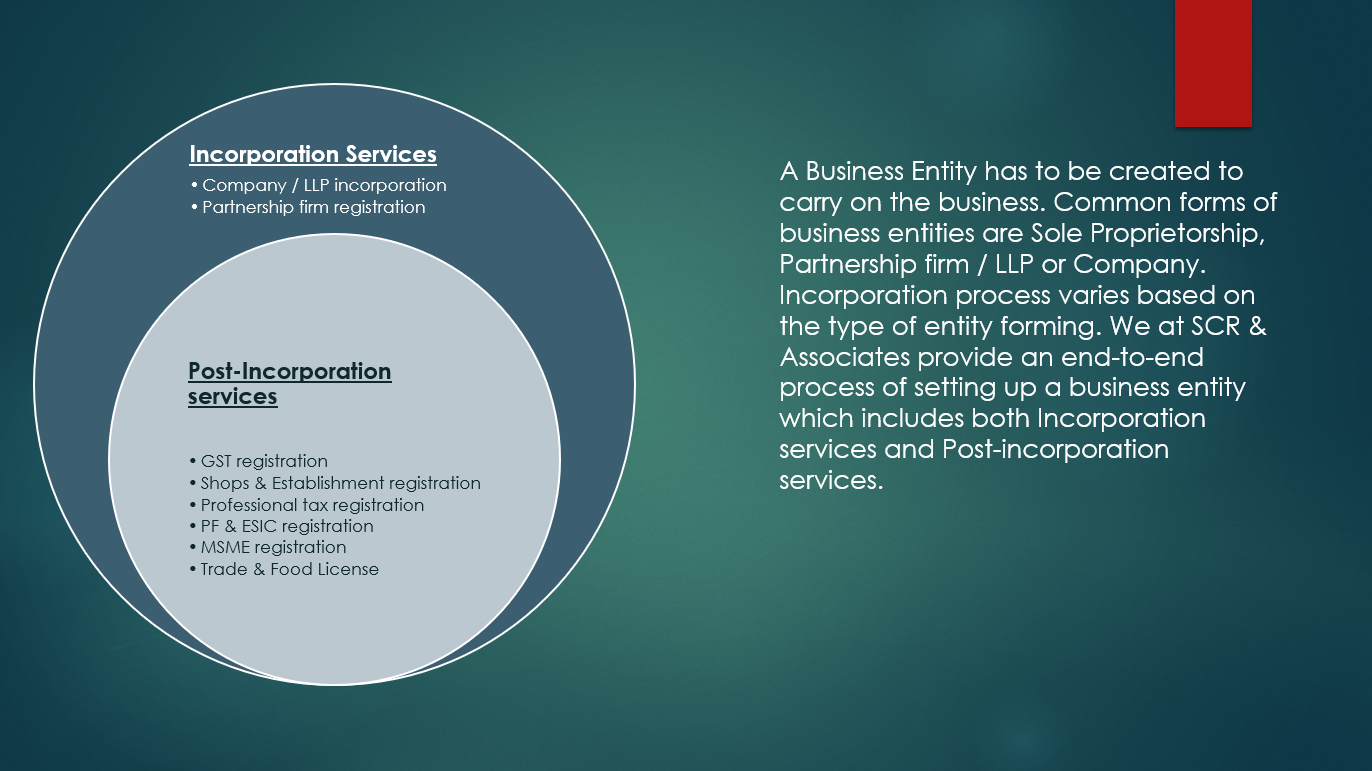 Incorporation Services
• Company / LLP incorporation
• Partnership firm registration
Post-Incorporation
services
• GST registration
• Shops & Establishment registration
• Professional tax registration
• PF & ESIC registration
• MSME registration
• Trade & Food License
A Business Entity has to be created to
carry on the business. Common forms of
business entities are Sole Proprietorship,
Partnership firm / LLP or Company.
Incorporation process varies based on
the type of entity forming. We at SCR &
Associates provide an end-to-end
process of setting up a business entity
which includes both Incorporation
services and Post-incorporation
services.